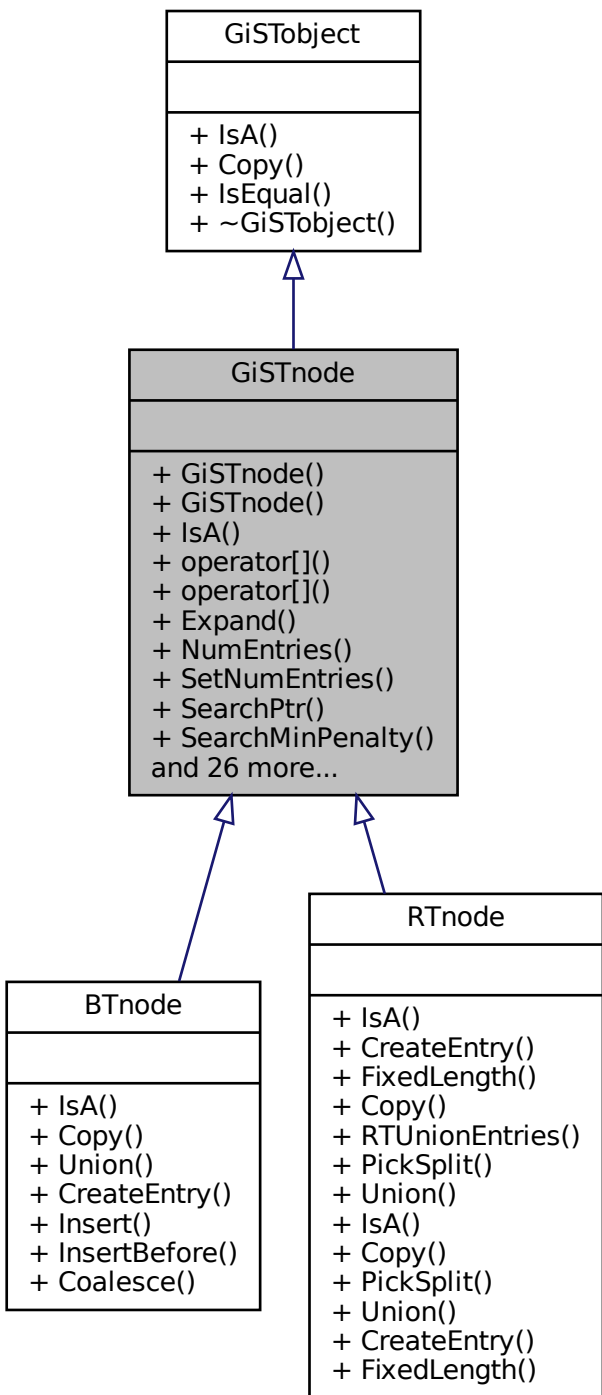 GiSTobject
+ IsA()
+ Copy()
+ IsEqual()
+ ~GiSTobject()
GiSTnode
+ GiSTnode()
+ GiSTnode()
+ IsA()
+ operator[]()
+ operator[]()
+ Expand()
+ NumEntries()
+ SetNumEntries()
+ SearchPtr()
+ SearchMinPenalty()
and 26 more...
BTnode
+ IsA()
+ Copy()
+ Union()
+ CreateEntry()
+ Insert()
+ InsertBefore()
+ Coalesce()
RTnode
+ IsA()
+ CreateEntry()
+ FixedLength()
+ Copy()
+ RTUnionEntries()
+ PickSplit()
+ Union()
+ IsA()
+ Copy()
+ PickSplit()
+ Union()
+ CreateEntry()
+ FixedLength()